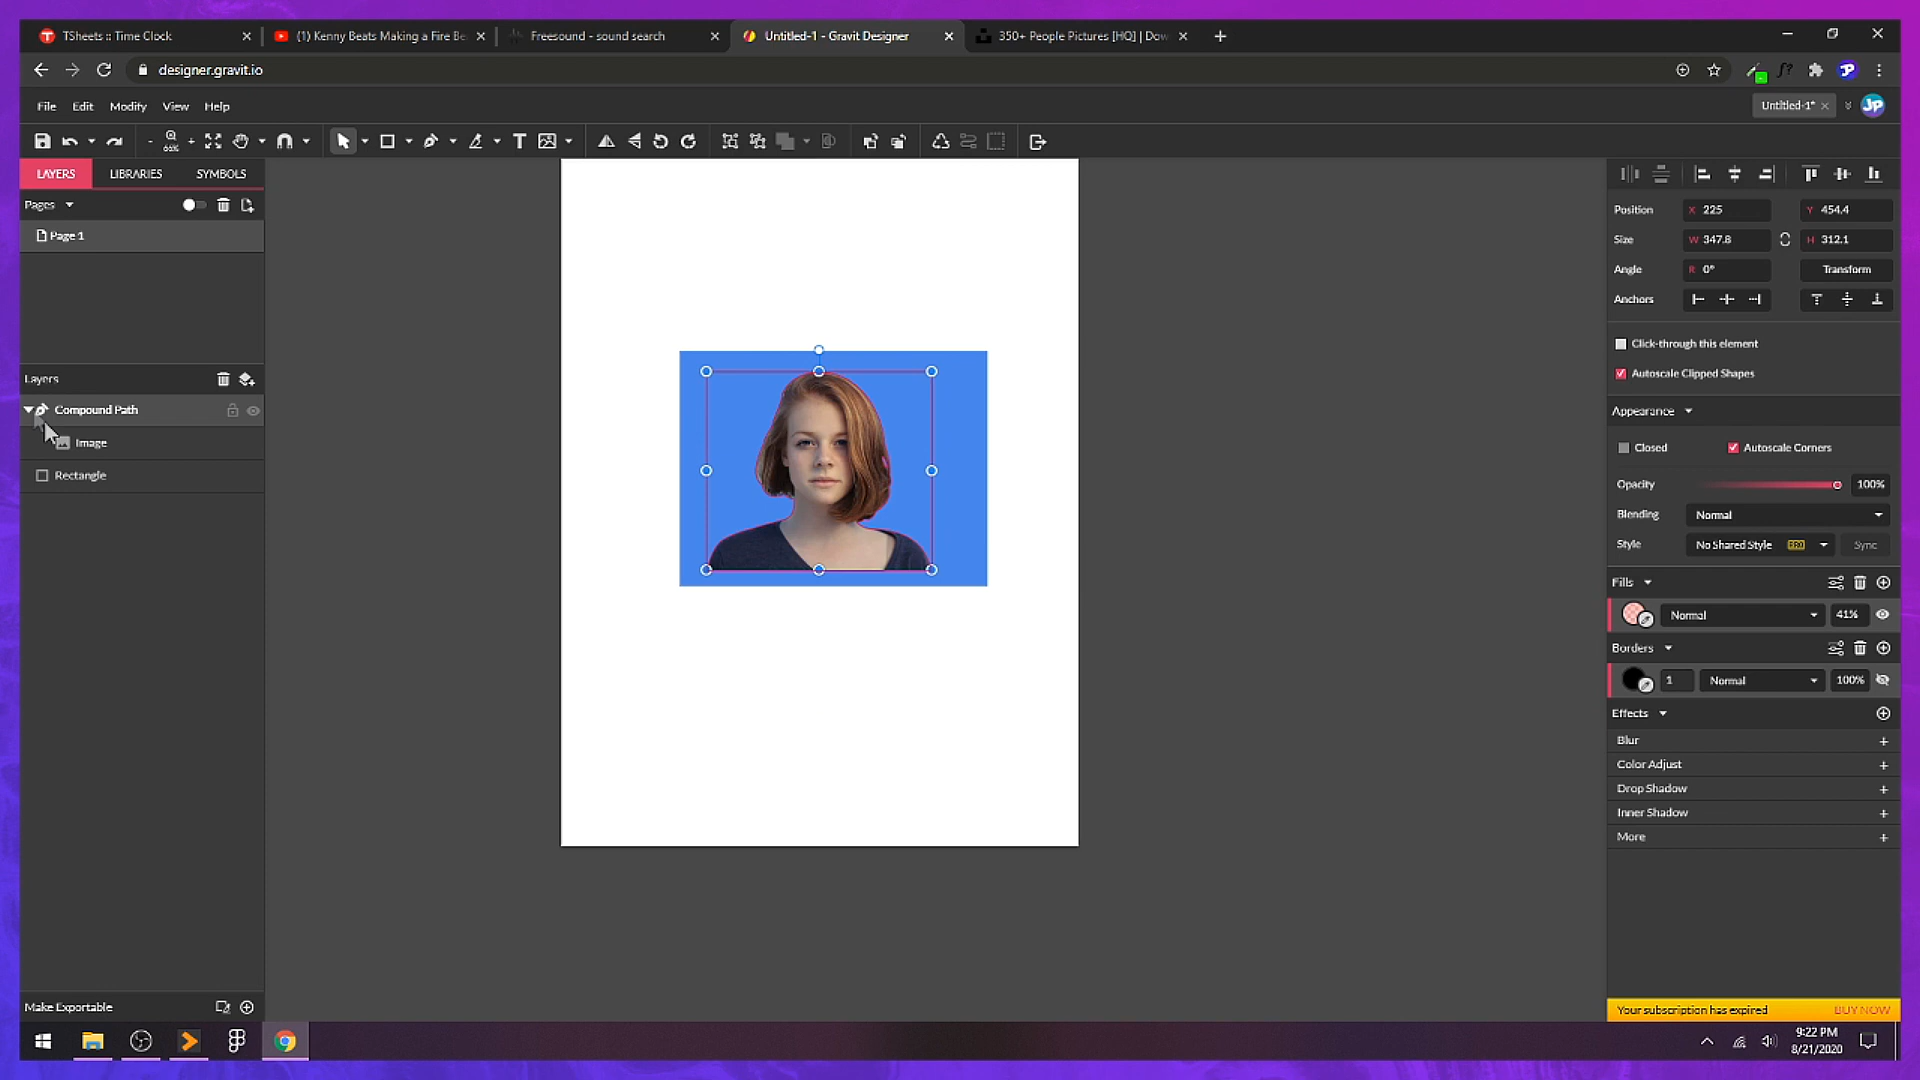 TSheets :: Time Clock
(1) Kenny Beats Making a Fire Be
Freesound - sound search
Untitled-1 - Gravit Designer
350+ People Pictures [HQ] | Dow
designer.gravit.io
File Edit Modify View Help
Untitled-1*
JP
66%
LAYERS LIBRARIES SYMBOLS
Pages
Page 1
Layers
Compound Path
Image
Rectangle
Make Exportable
Position X 225 Y 454.4
Size W 347.8 H 312.1
Angle R 0° Transform
Anchors
Click-through this element
Autoscale Clipped Shapes
Appearance
Closed Autoscale Corners
Opacity 100%
Blending Normal
Style No Shared Style PRO Sync
Fills
Normal 41%
Borders
1 Normal 100%
Effects
Blur
Color Adjust
Drop Shadow
Inner Shadow
More
Your subscription has expired BUY NOW
9:22 PM
8/21/2020